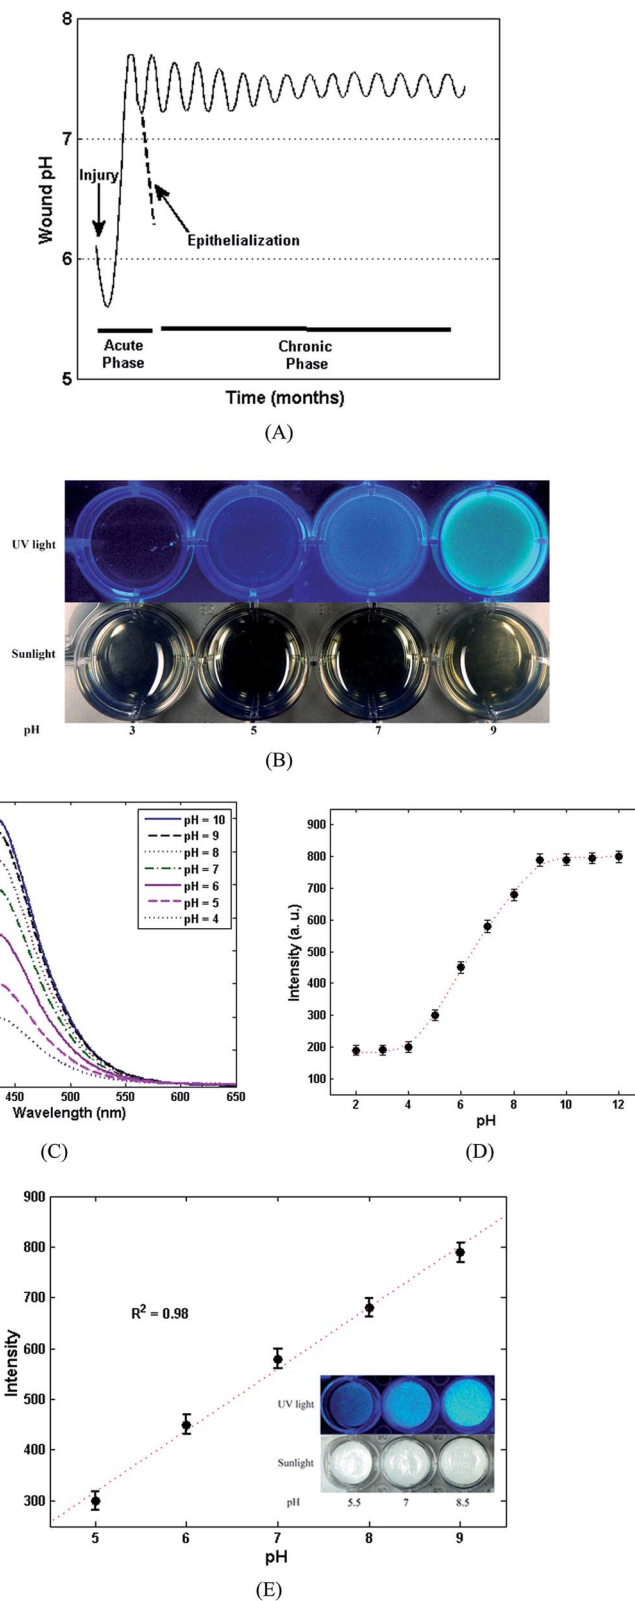 8
7
6
5
Wound pH
Injury
Epithelialization
Acute
Phase
Chronic
Phase
Time (months)
(A)
UV light
Sunlight
pH 3 5 7 9
(B)
pH = 10
pH = 9
pH = 8
pH = 7
pH = 6
pH = 5
pH = 4
450 500 550 600 650
Wavelength (nm)
(C)
900
800
700
600
500
400
300
200
100
Intensity (a. u.)
2 4 6 8 10 12
pH
(D)
900
800
700
600
500
400
300
Intensity
R² = 0.98
UV light
Sunlight
pH 5.5 7 8.5
5 6 7 8 9
pH
(E)